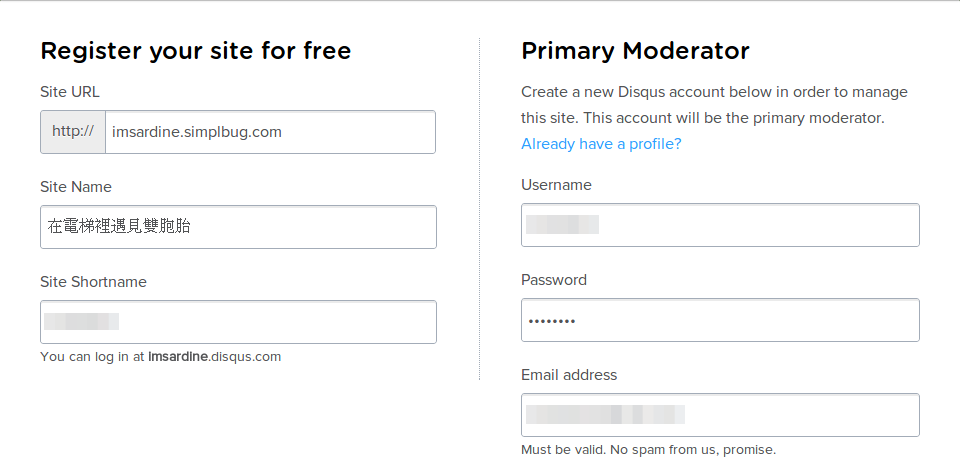 Register your site for free
Site URL
http:// imsardine.simplbug.com
Site Name
在電梯裡遇見雙胞胎
Site Shortname
You can log in at imsardine.disqus.com
Primary Moderator
Create a new Disqus account below in order to manage
this site. This account will be the primary moderator.
Already have a profile?
Username
Password
••••••••
Email address
Must be valid. No spam from us, promise.